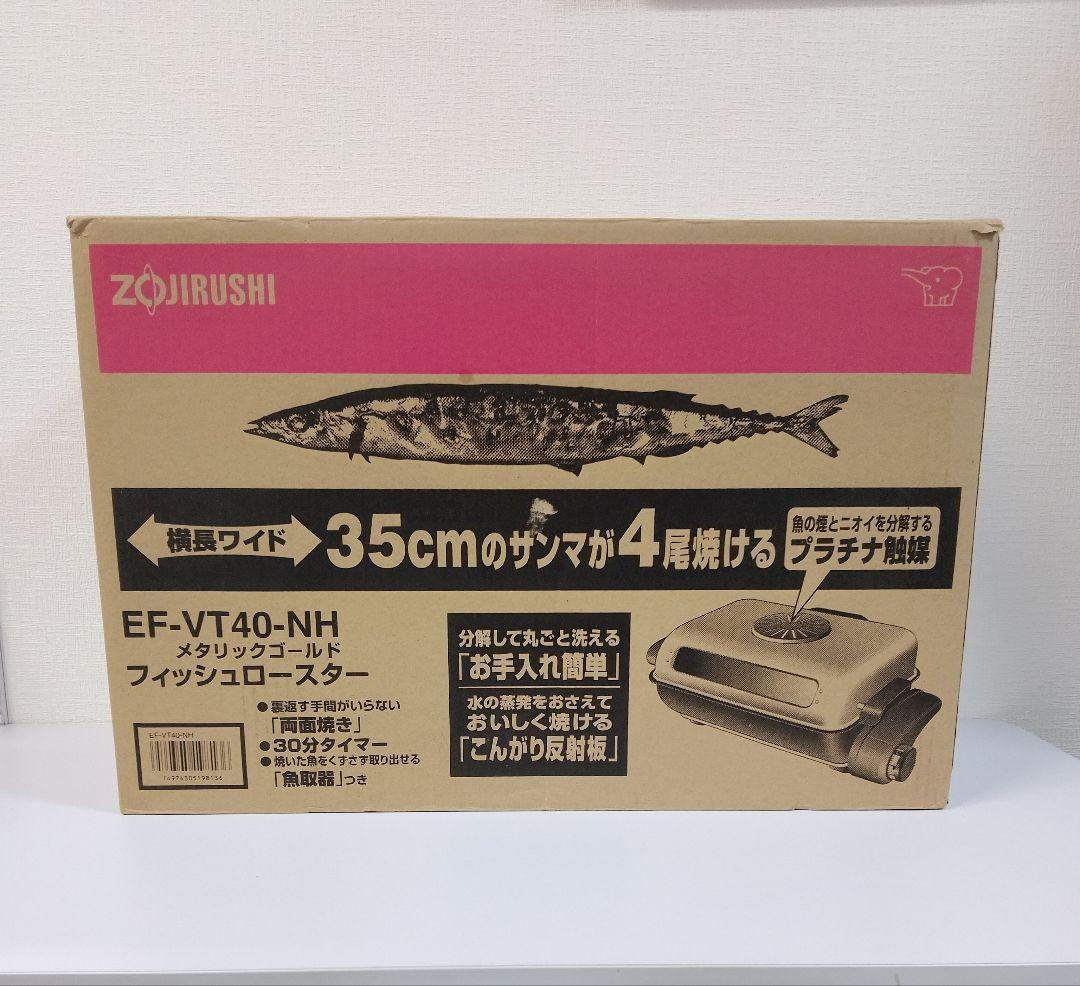 ZOJIRUSHI
横長ワイド
35cmのサンマが4尾焼ける
魚の煙とニオイを分解する
プラチナ触媒
EF-VT40-NH
メタリックゴールド
フィッシュロースター
●裏返す手間がいらない
「両面焼き」
●30分タイマー
●焼いた魚をくずさず取り出せる
「魚取器」つき
分解して丸ごと洗える
「お手入れ簡単」
水の蒸発をおさえて
おいしく焼ける
「こんがり反射板」
EF-VT40-NH
4974305198136